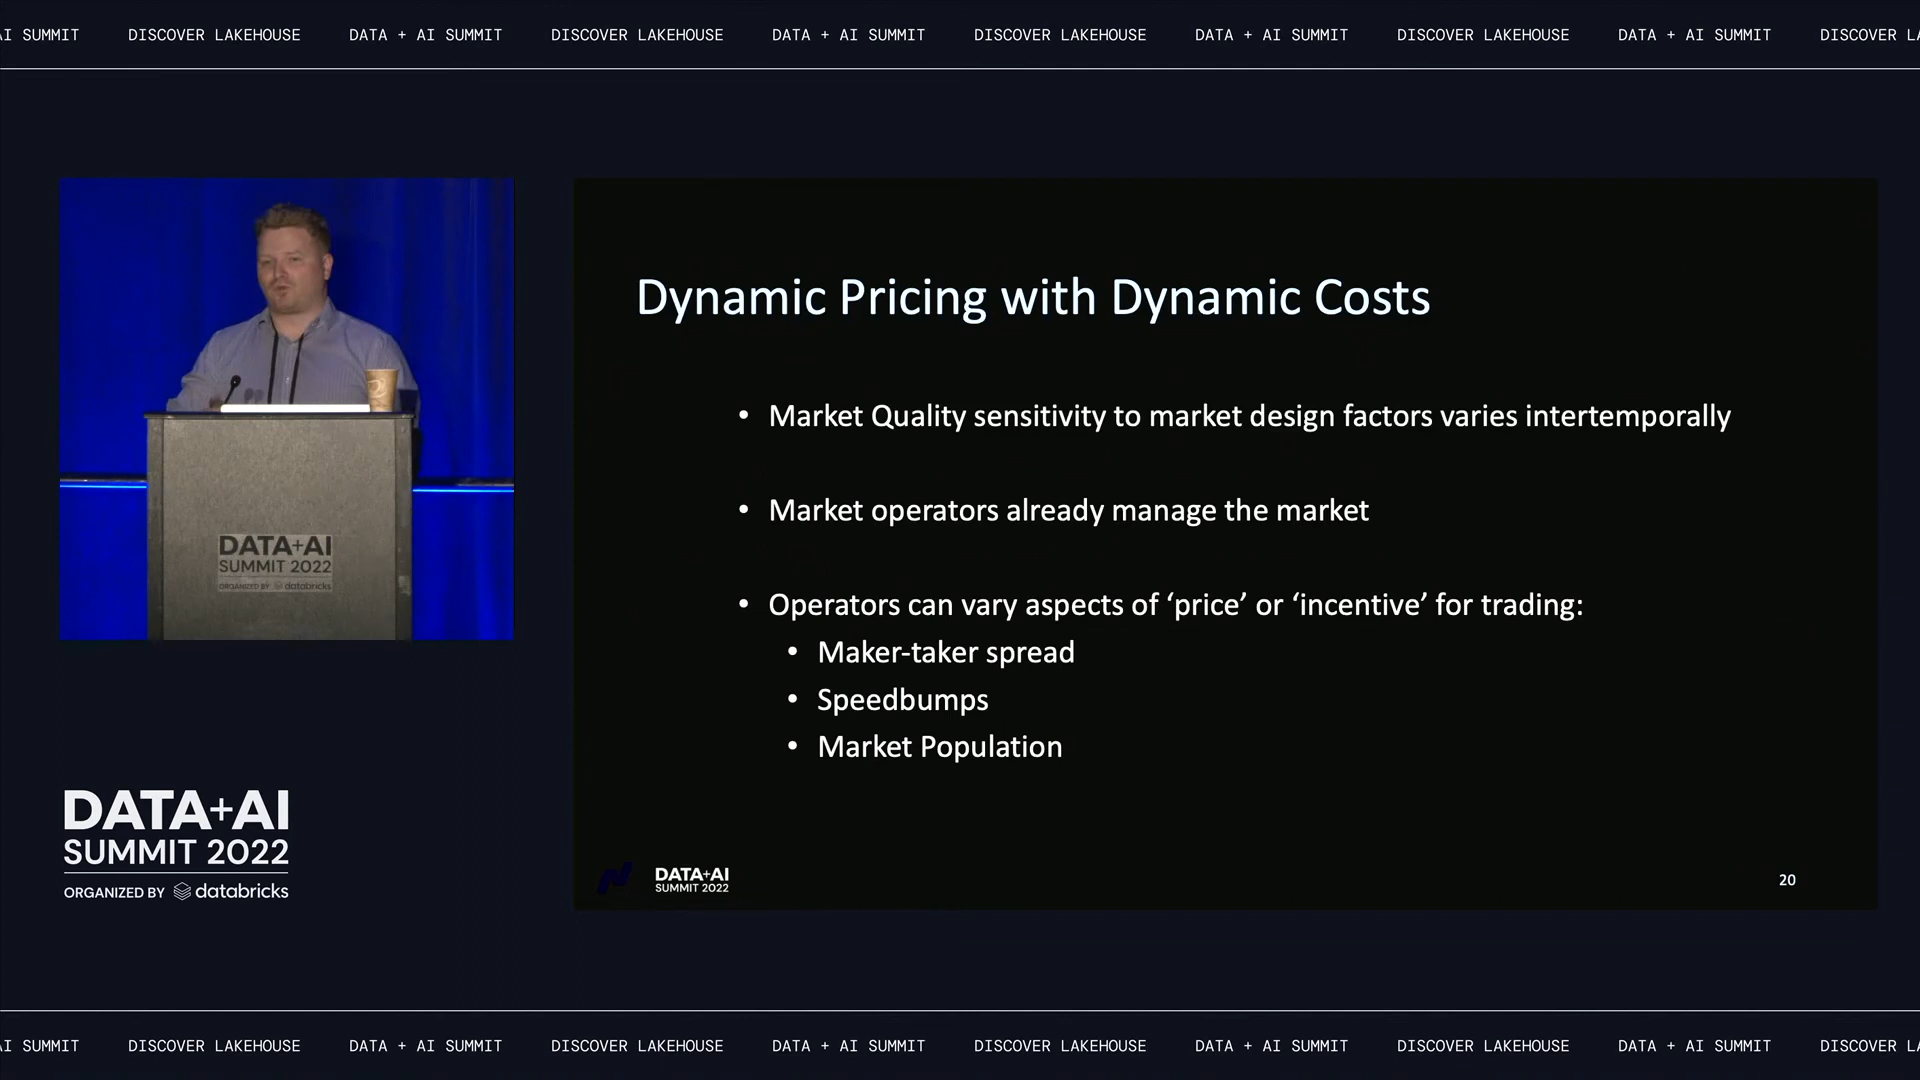 AI SUMMIT DISCOVER LAKEHOUSE DATA + AI SUMMIT DISCOVER LAKEHOUSE DATA + AI SUMMIT DISCOVER LAKEHOUSE DATA + AI SUMMIT DISCOVER LAKEHOUSE DATA + AI SUMMIT DISCOVER LA
DATA+AI
SUMMIT 2022
ORGANIZED BY databricks
Dynamic Pricing with Dynamic Costs
• Market Quality sensitivity to market design factors varies intertemporally
• Market operators already manage the market
• Operators can vary aspects of ‘price’ or ‘incentive’ for trading:
• Maker-taker spread
• Speedbumps
• Market Population
DATA+AI
SUMMIT 2022
20
DATA+AI
SUMMIT 2022
ORGANIZED BY databricks
AI SUMMIT DISCOVER LAKEHOUSE DATA + AI SUMMIT DISCOVER LAKEHOUSE DATA + AI SUMMIT DISCOVER LAKEHOUSE DATA + AI SUMMIT DISCOVER LAKEHOUSE DATA + AI SUMMIT DISCOVER LA